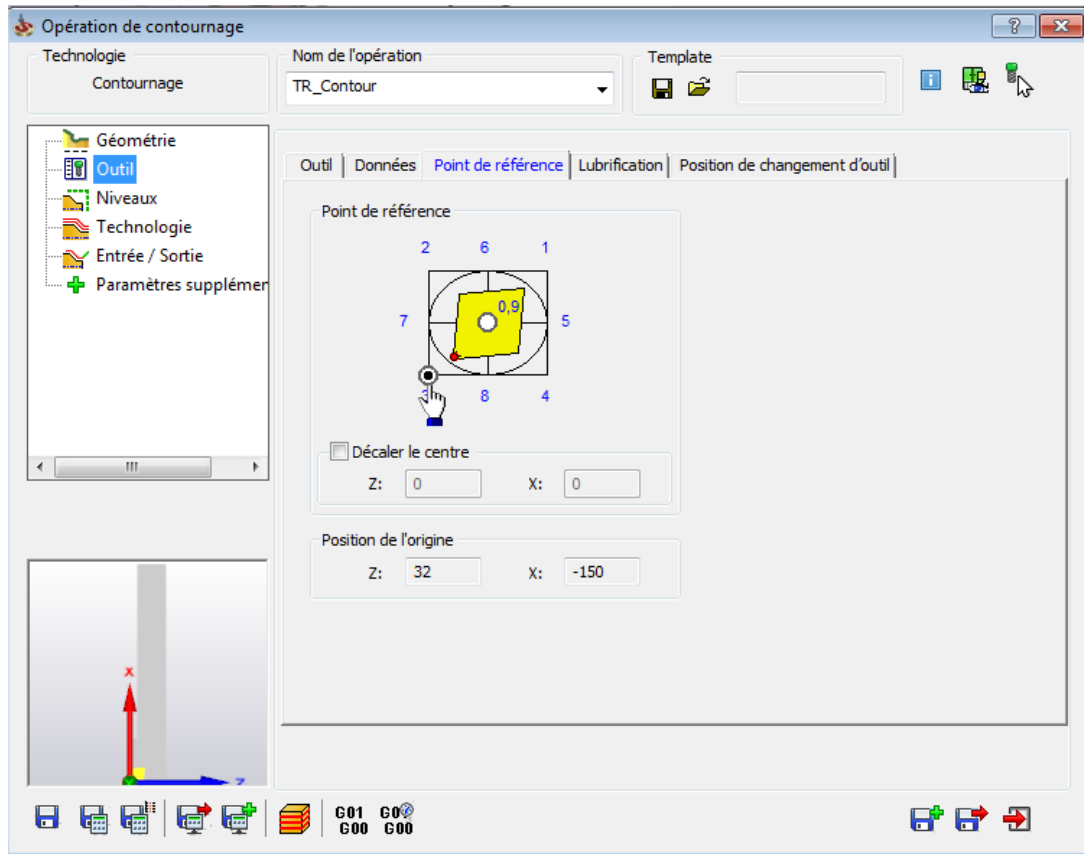 Opération de contournage
Technologie
Contournage
Nom de l'opération
TR_Contour
Template
Géométrie
Outil
Niveaux
Technologie
Entrée / Sortie
Paramètres supplémer
Outil Données Point de référence Lubrification Position de changement d'outil
Point de référence
2 6 1
7 0,9 5
3 8 4
Décaler le centre
Z: 0 X: 0
Position de l'origine
Z: 32 X: -150
X
Z
G01 G0
G00 G00